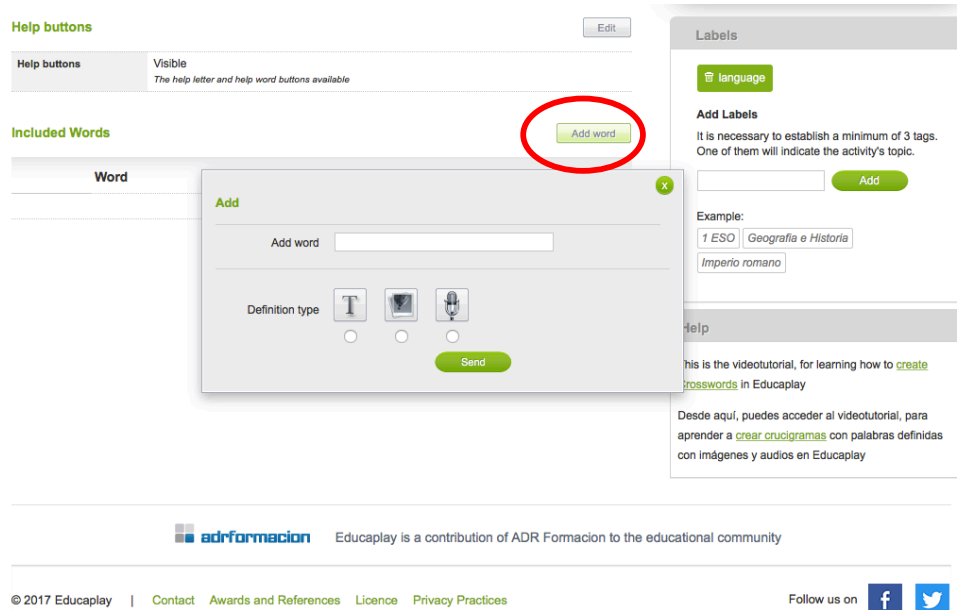 Help buttons
Edit
Help buttons
Visible
The help letter and help word buttons available
Included Words
Add word
Word
x
Add
Add word
Definition type
T
Send
Labels
language
Add Labels
It is necessary to establish a minimum of 3 tags.
One of them will indicate the activity's topic.
Add
Example:
1 ESO
Geografia e Historia
Imperio romano
Help
This is the videotutorial, for learning how to create
Crosswords in Educaplay
Desde aquí, puedes acceder al videotutorial, para
aprender a crear crucigramas con palabras definidas
con imágenes y audios en Educaplay
adrformacion
Educaplay is a contribution of ADR Formacion to the educational community
© 2017 Educaplay | Contact Awards and References Licence Privacy Practices
Follow us on
f